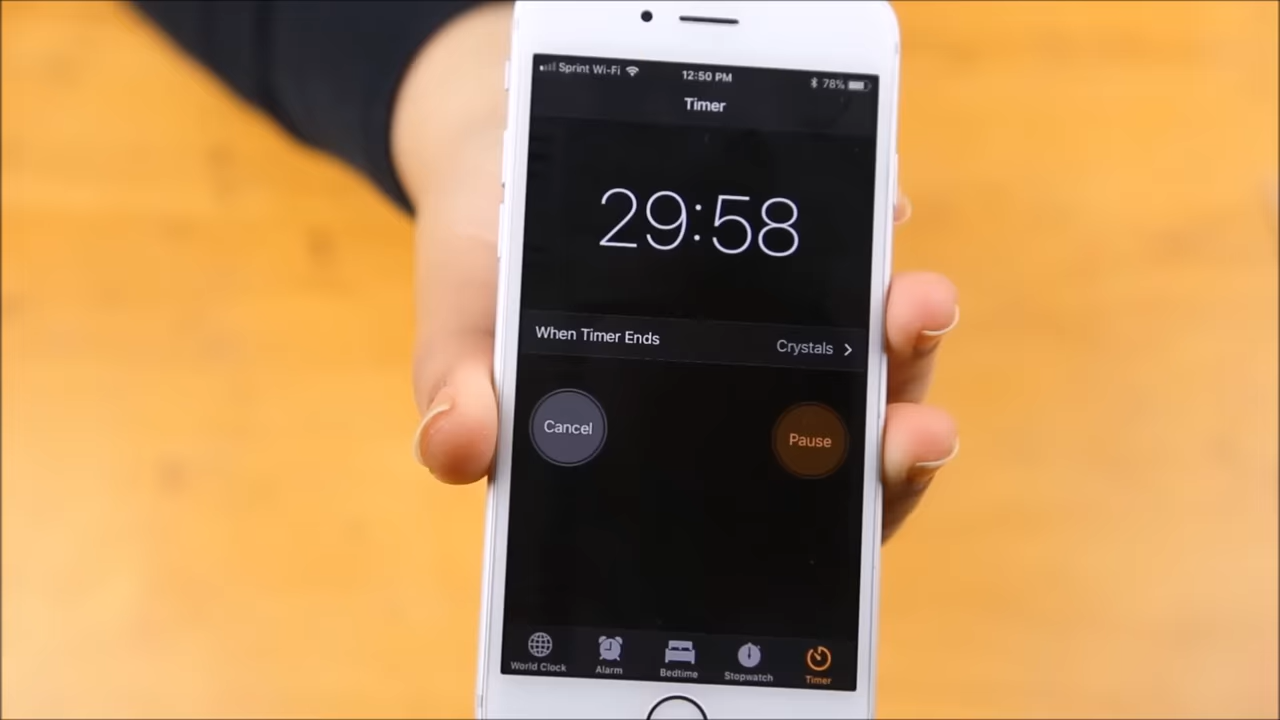 Sprint Wi-Fi 12:50 PM 78%
Timer
29:58
When Timer Ends Crystals
Cancel Pause
World Clock Alarm Bedtime Stopwatch Timer